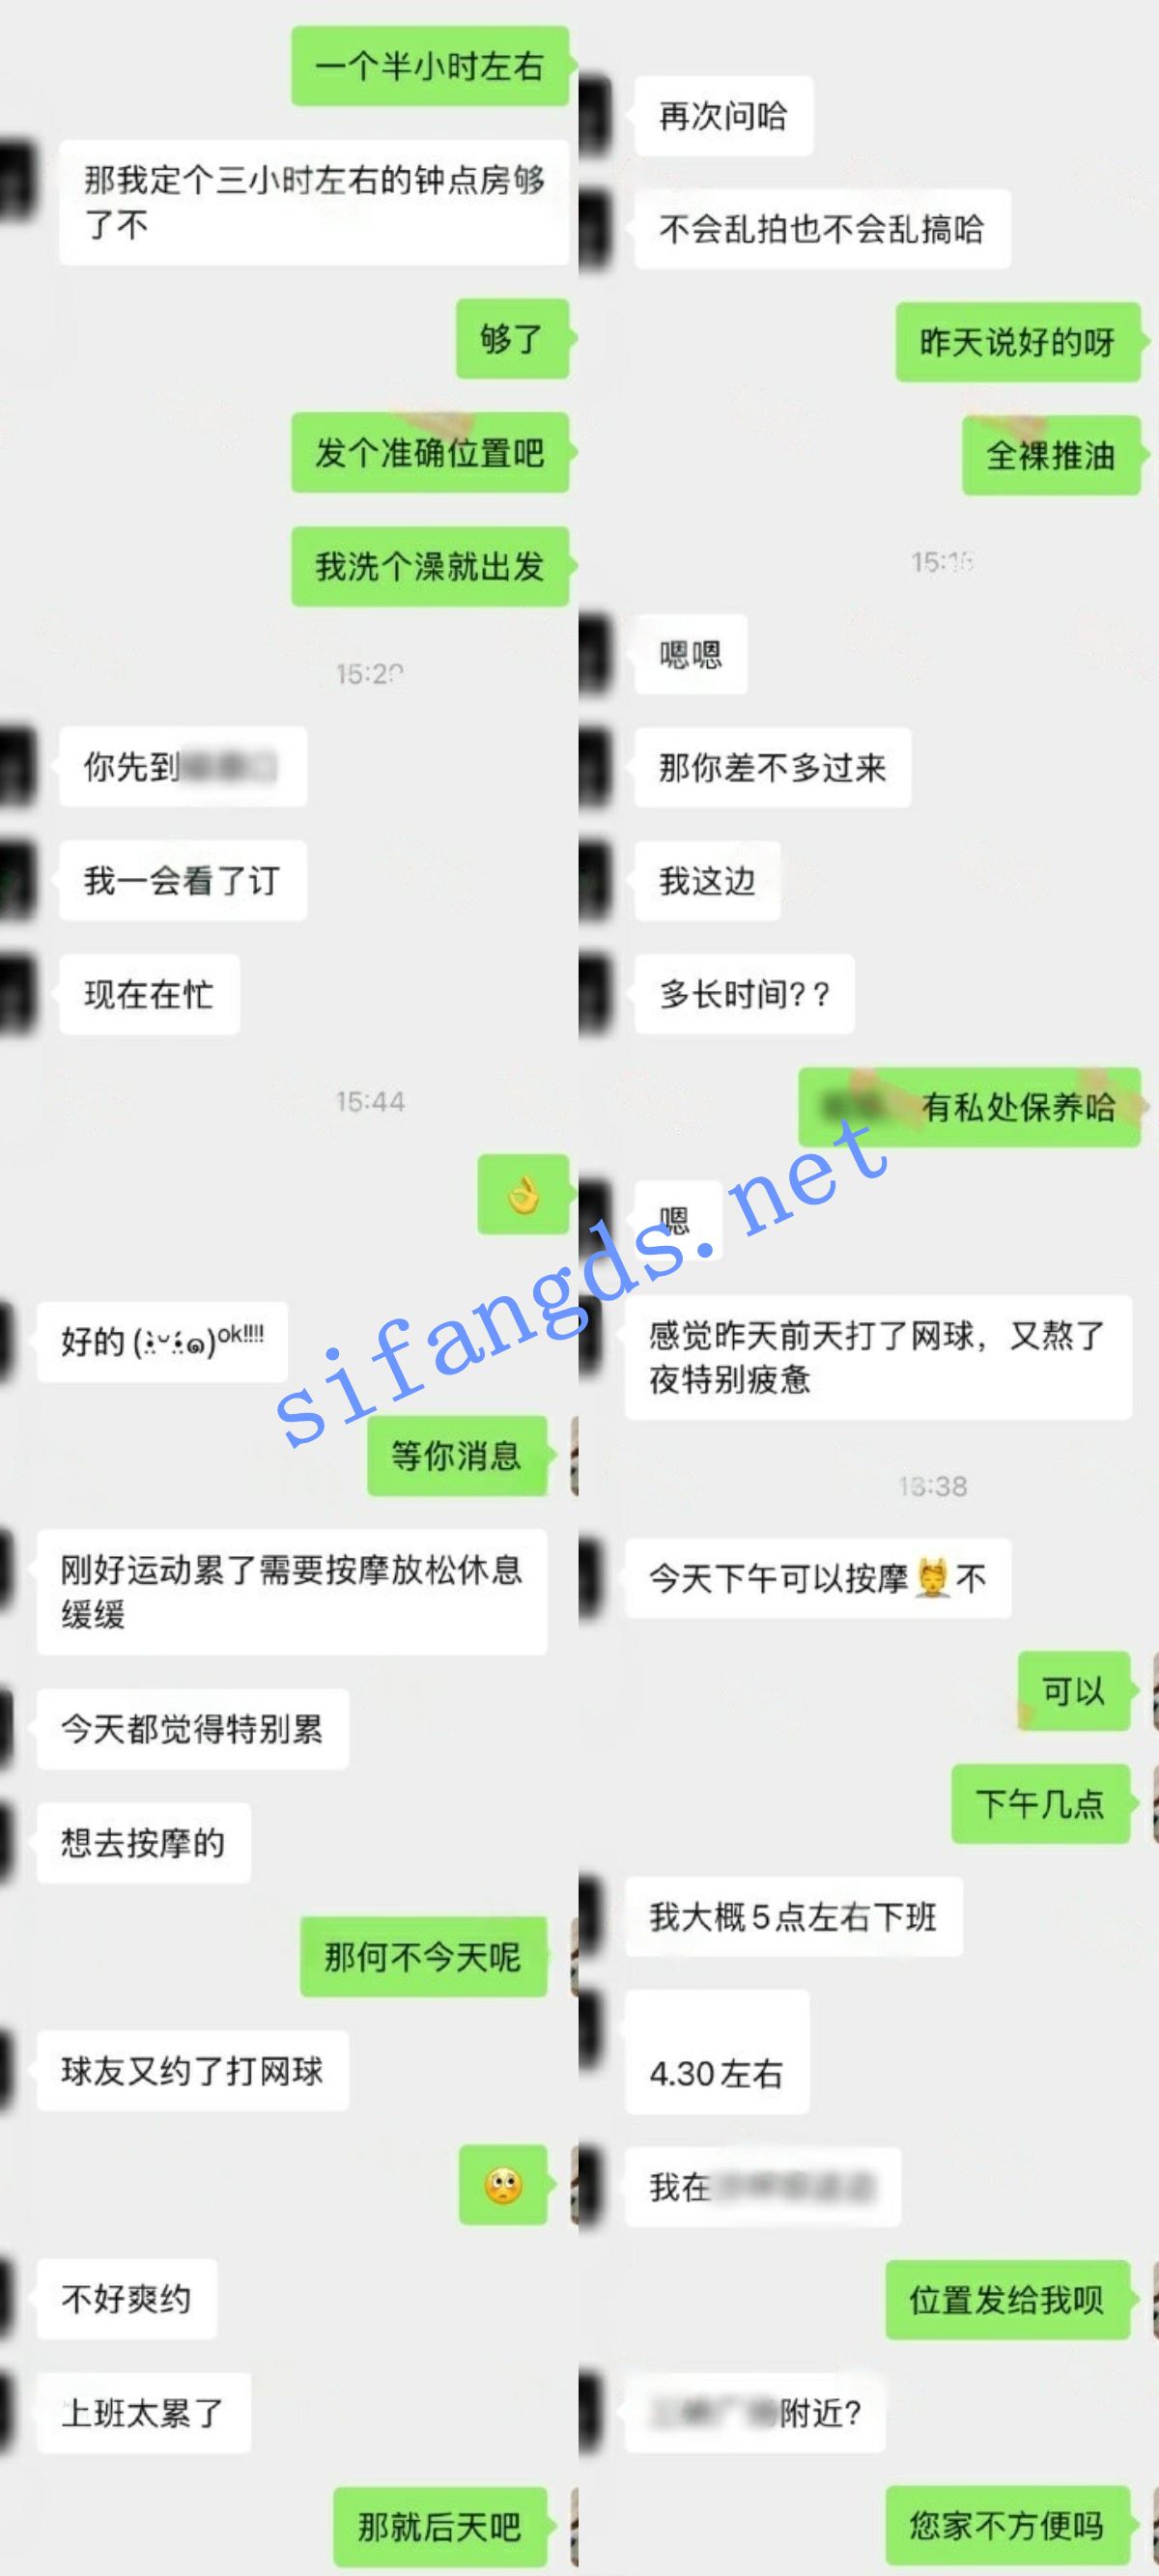 一个半小时左右
那我定个三小时左右的钟点房够
了不
够了
发个准确位置吧
我洗个澡就出发
15:2
你先到
我一会看了订
现在在忙
15:44
好的
ok!!!!
等你消息
刚好运动累了需要按摩放松休息
缓缓
今天都觉得特别累
想去按摩的
那何不今天呢
球友又约了打网球
不好爽约
上班太累了
那就后天吧
再次问哈
不会乱拍也不会乱搞哈
昨天说好的呀
全裸推油
15:
嗯嗯
那你差不多过来
我这边
多长时间??
有私处保养哈
嗯
感觉昨天前天打了网球，又熬了
夜特别疲惫
:38
今天下午可以按摩不
可以
下午几点
我大概5点左右下班
4.30左右
我在
位置发给我呗
附近?
您家不方便吗
sifangds.net